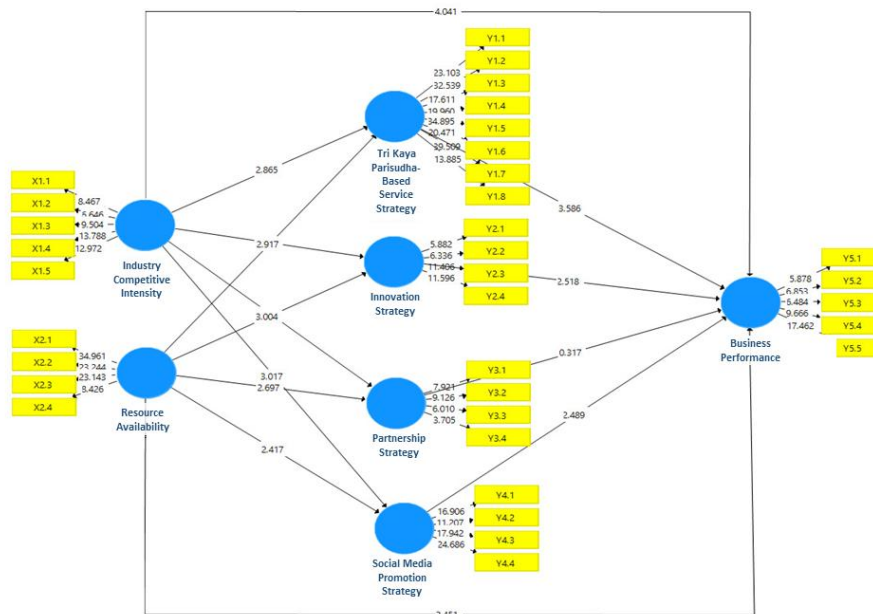 4.041
Y1.1
Y1.2
Y1.3
Y1.4
Y1.5
Y1.6
Y1.7
Y1.8
23.103
32.539
17.611
19.960
34.895
20.471
39.509
13.885
Tri Kaya
Parisudha-
Based
Service
Strategy
X1.1
X1.2
X1.3
X1.4
X1.5
8.467
9.504
13.788
12.972
Industry
Competitive
Intensity
2.865
2.917
3.004
3.017
2.697
2.417
3.586
2.518
0.317
2.489
Y2.1
Y2.2
Y2.3
Y2.4
5.882
6.336
11.406
11.596
Innovation
Strategy
Y5.1
Y5.2
Y5.3
Y5.4
Y5.5
5.878
6.853
9.666
17.462
Business
Performance
X2.1
X2.2
X2.3
X2.4
34.961
23.244
23.143
8.426
Resource
Availability
Y3.1
Y3.2
Y3.3
Y3.4
7.921
9.126
6.010
3.705
Partnership
Strategy
Y4.1
Y4.2
Y4.3
Y4.4
16.906
11.207
17.942
24.686
Social Media
Promotion
Strategy